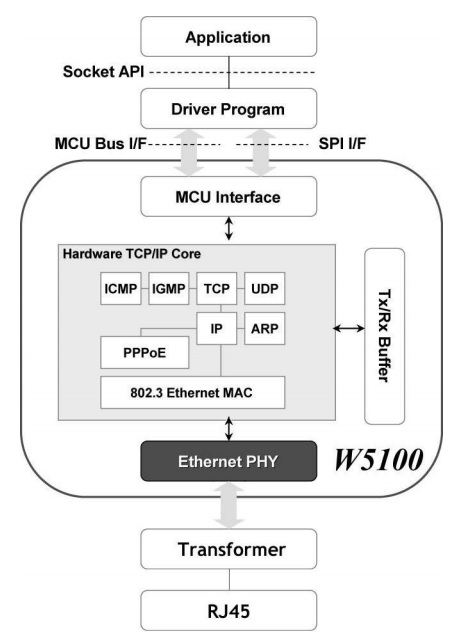 Application
Socket API
Driver Program
MCU Bus I/F
SPI I/F
MCU Interface
Hardware TCP/IP Core
ICMP IGMP TCP UDP
IP ARP
PPPoE
802.3 Ethernet MAC
Tx/Rx Buffer
Ethernet PHY
W5100
Transformer
RJ45